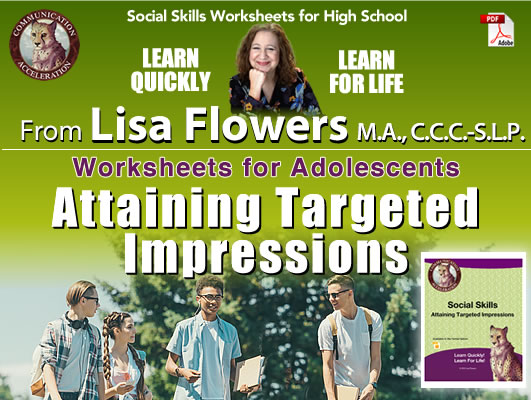 Social Skills Worksheets for High School
COMMUNICATION
ACCELERATION
LEARN
QUICKLY
LEARN
FOR LIFE
PDF
Adobe
From Lisa Flowers M.A., C.C.C.-S.L.P.
Worksheets for Adolescents
Attaining Targeted
Impressions
Social Skills
Attaining Targeted Impressions
Learn Quickly!
Learn For Life!